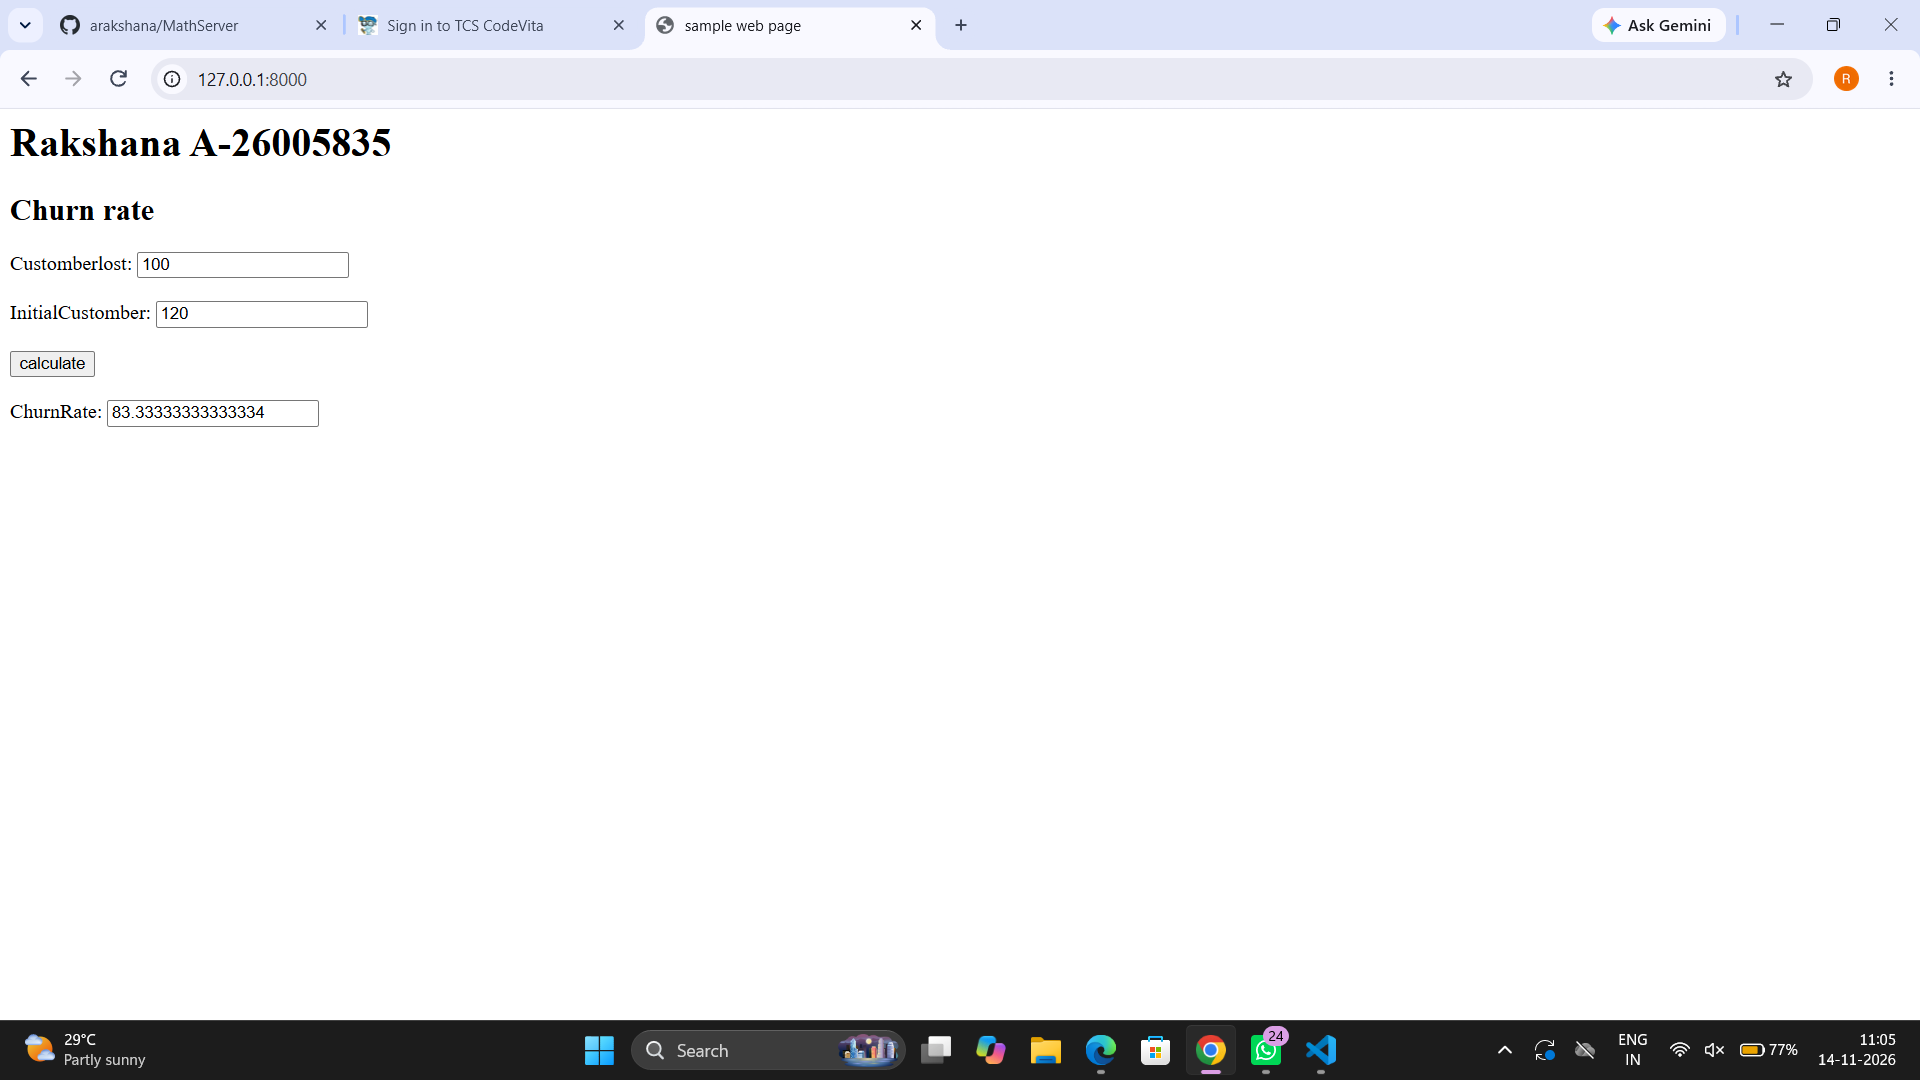 arakshana/MathServer
Sign in to TCS CodeVita
sample web page
Ask Gemini
127.0.0.1:8000
R
Rakshana A-26005835
Churn rate
Customberlost: 100
InitialCustomber: 120
calculate
ChurnRate: 83.33333333333334
29°C
Partly sunny
Search
24
ENG
IN
77%
11:05
14-11-2026